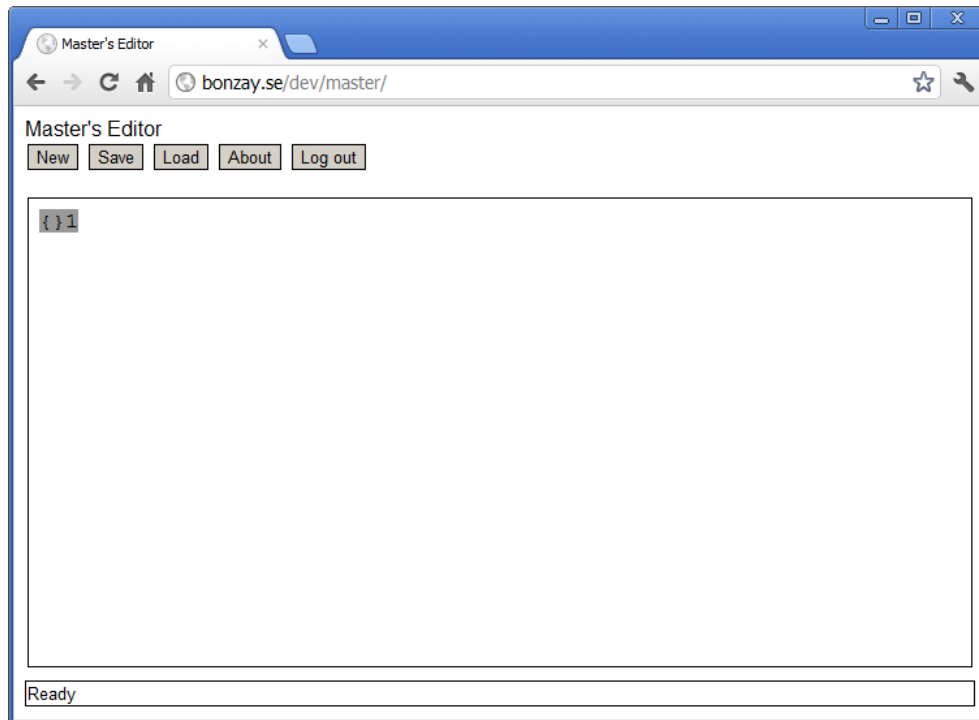 Master's Editor
bonzay.se/dev/master/
Master's Editor
New Save Load About Log out
{}1
Ready